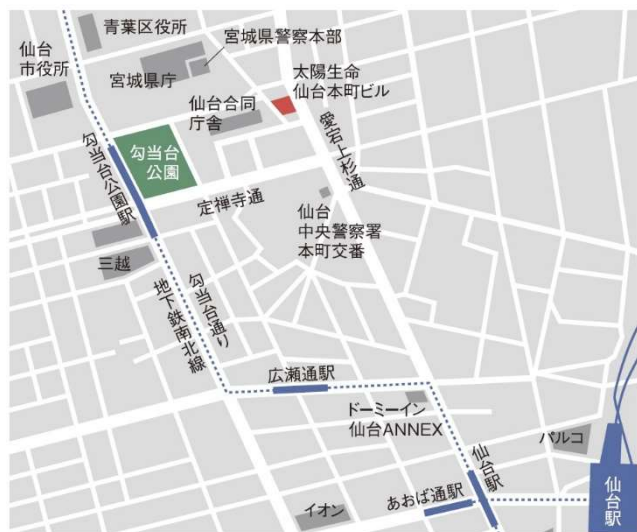 青葉区役所
仙台
市役所
宮城県警察本部
宮城県庁
太陽生命
仙台本町ビル
仙台合同
庁舎
勾当台
公園
勾当台公園駅
愛宕上杉通
定禅寺通
仙台
中央警察署
本町交番
三越
勾当台通り
地下鉄南北線
広瀬通駅
ドーミーイン
仙台ANNEX
仙台駅
パルコ
あおば通駅
仙台駅
イオン